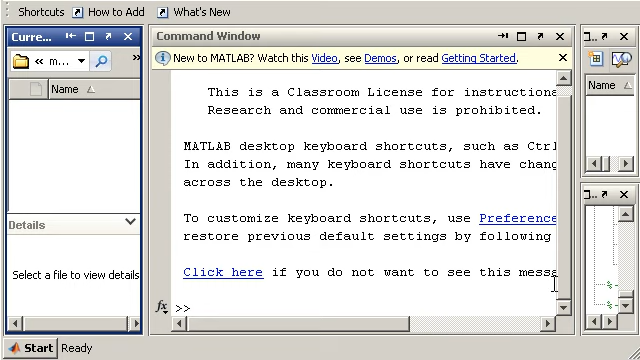 Shortcuts How to Add What's New
Curre...
Command Window
« m...
New to MATLAB? Watch this Video, see Demos, or read Getting Started.
Name
This is a Classroom License for instructiona
Research and commercial use is prohibited.
Name
MATLAB desktop keyboard shortcuts, such as Ctrl
In addition, many keyboard shortcuts have chang
across the desktop.
Details
To customize keyboard shortcuts, use Preference
restore previous default settings by following
Select a file to view details
Click here if you do not want to see this messa
fx >>
Start Ready